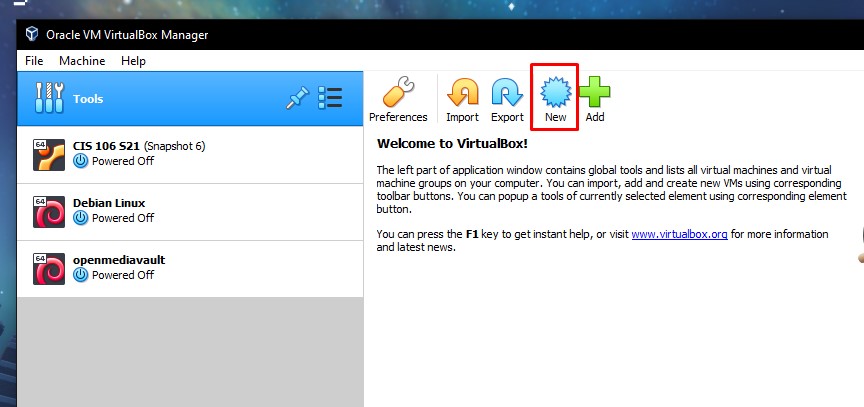 Oracle VM VirtualBox Manager
File Machine Help
Tools
64
CIS 106 S21 (Snapshot 6)
Powered Off
64
Debian Linux
Powered Off
64
openmediavault
Powered Off
Preferences Import Export New Add
Welcome to VirtualBox!
The left part of application window contains global tools and lists all virtual machines and virtual
machine groups on your computer. You can import, add and create new VMs using corresponding
toolbar buttons. You can popup a tools of currently selected element using corresponding element
button.
You can press the F1 key to get instant help, or visit www.virtualbox.org for more information
and latest news.